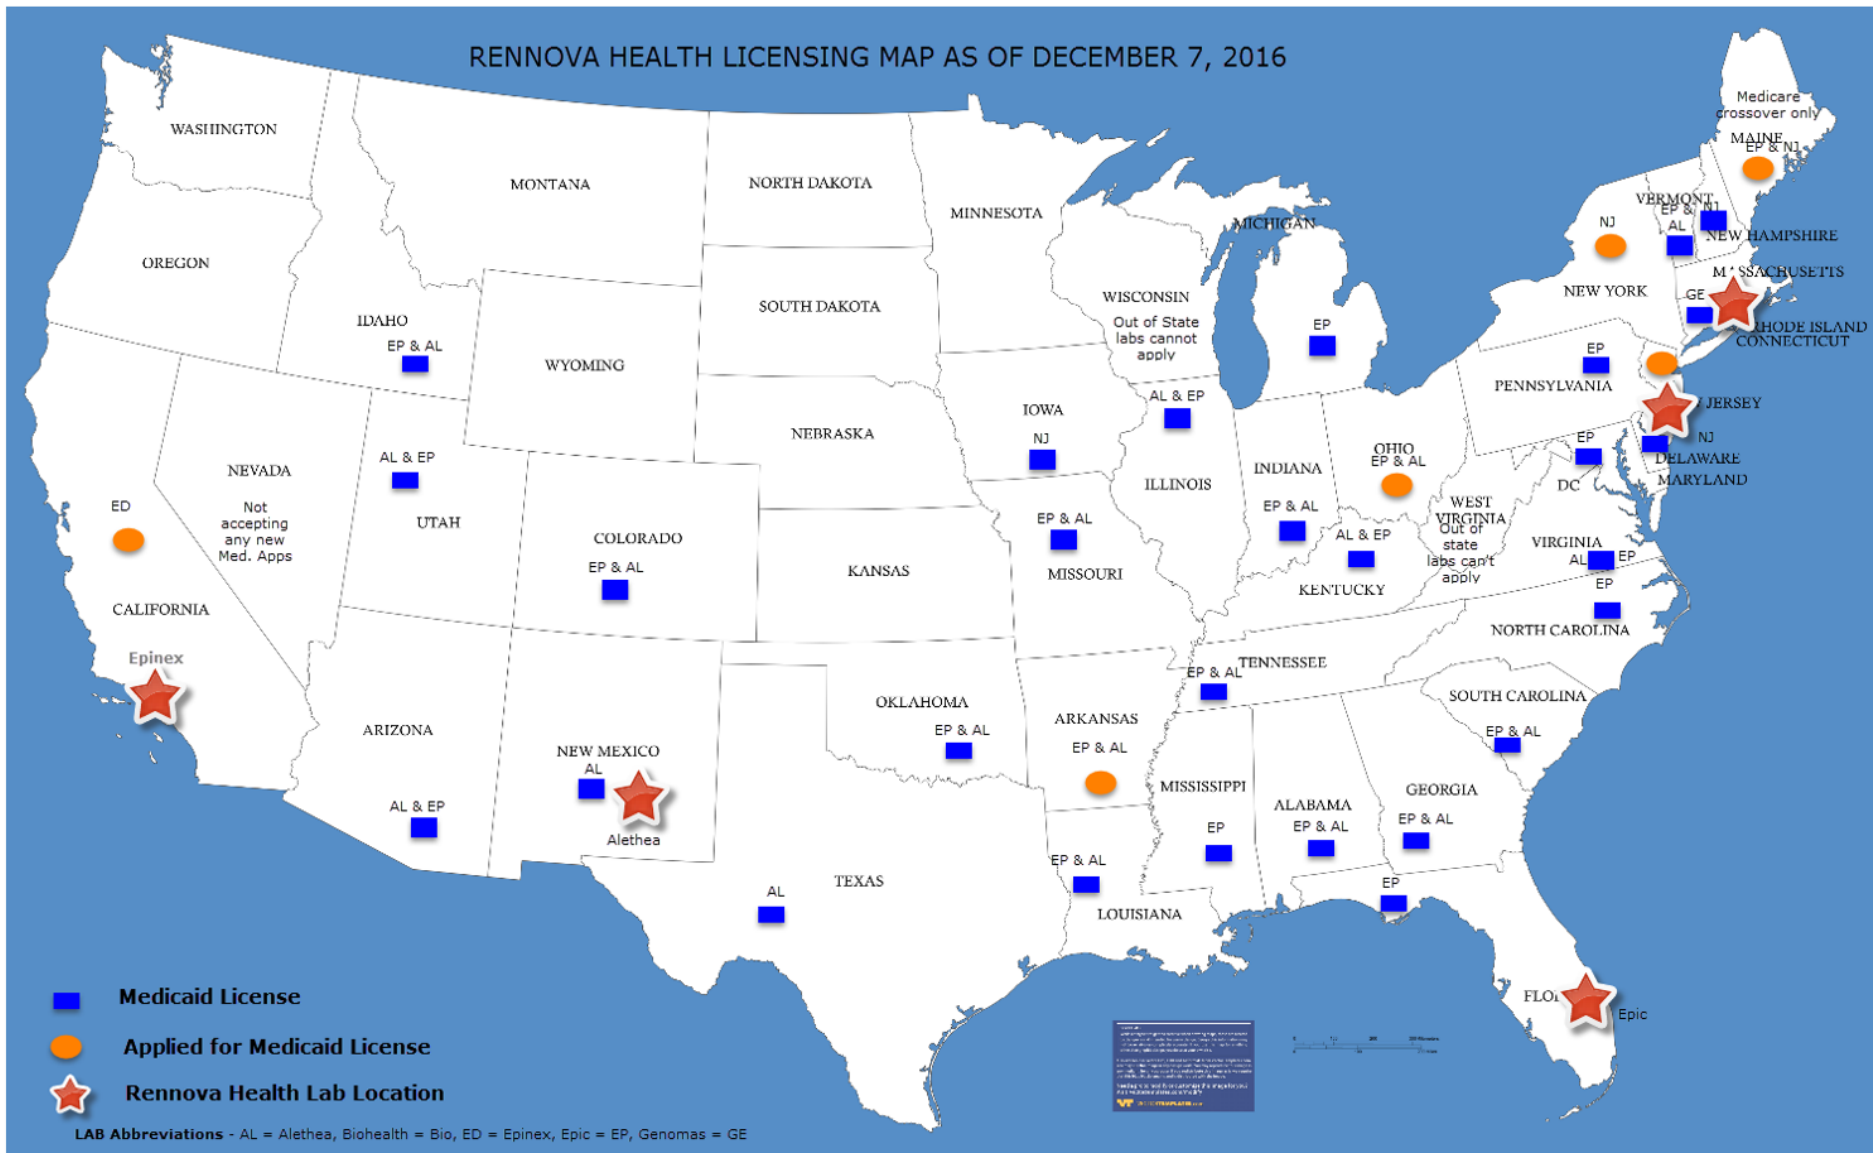 RENNOVA HEALTH LICENSING MAP AS OF DECEMBER 7, 2016
WASHINGTON
MONTANA
NORTH DAKOTA
MINNESOTA
MICHIGAN
Medicare
crossover only
MAINE
EP & NJ
VERMONT
EP &
AL
NJ
NEW HAMPSHIRE
NJ
NEW YORK
MASSACHUSETTS
GE
RHODE ISLAND
CONNECTICUT
OREGON
IDAHO
EP & AL
SOUTH DAKOTA
WISCONSIN
Out of State
labs cannot
apply
EP
WYOMING
EP
PENNSYLVANIA
JERSEY
NJ
DELAWARE
MARYLAND
EP
DC
NEBRASKA
IOWA
NJ
AL & EP
ILLINOIS
INDIANA
EP & AL
OHIO
EP & AL
WEST
VIRGINIA
Out of
state
labs can't
apply
VIRGINIA
AL
EP
NEVADA
Not
accepting
any new
Med. Apps
AL & EP
UTAH
ED
CALIFORNIA
Epinex
COLORADO
EP & AL
KANSAS
EP & AL
MISSOURI
AL & EP
KENTUCKY
EP
NORTH CAROLINA
TENNESSEE
EP & AL
SOUTH CAROLINA
EP & AL
ARIZONA
AL & EP
NEW MEXICO
AL
Alethea
OKLAHOMA
EP & AL
ARKANSAS
EP & AL
MISSISSIPPI
EP
ALABAMA
EP & AL
GEORGIA
EP & AL
TEXAS
AL
EP & AL
LOUISIANA
EP
FLO
Epic
Medicaid License
Applied for Medicaid License
Rennova Health Lab Location
LAB Abbreviations - AL = Alethea, Biohealth = Bio, ED = Epinex, Epic = EP, Genomas = GE